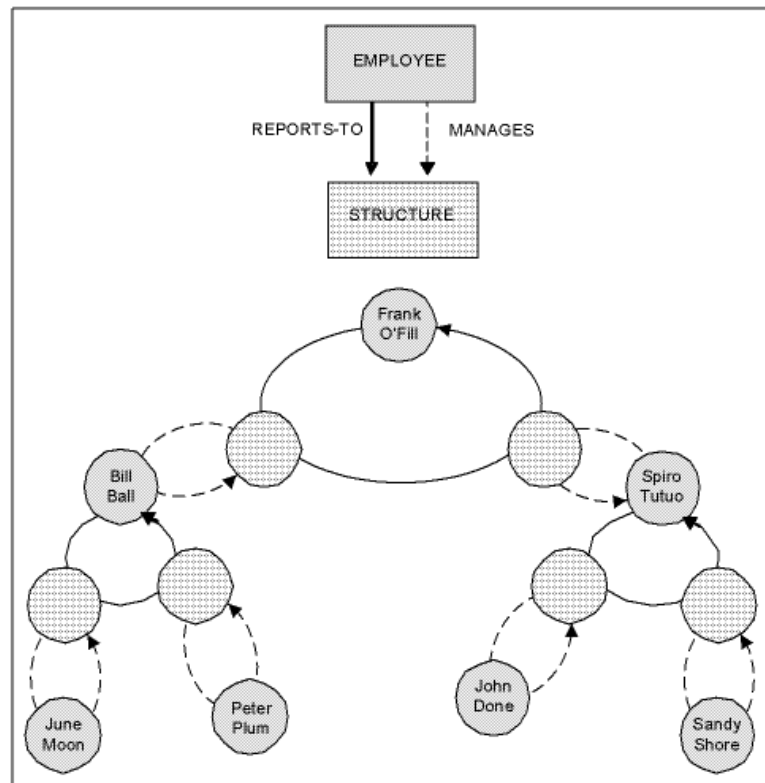 EMPLOYEE
REPORTS-TO
MANAGES
STRUCTURE
Frank
O'Fill
Bill
Ball
Spiro
Tutuo
June
Moon
Peter
Plum
John
Done
Sandy
Shore